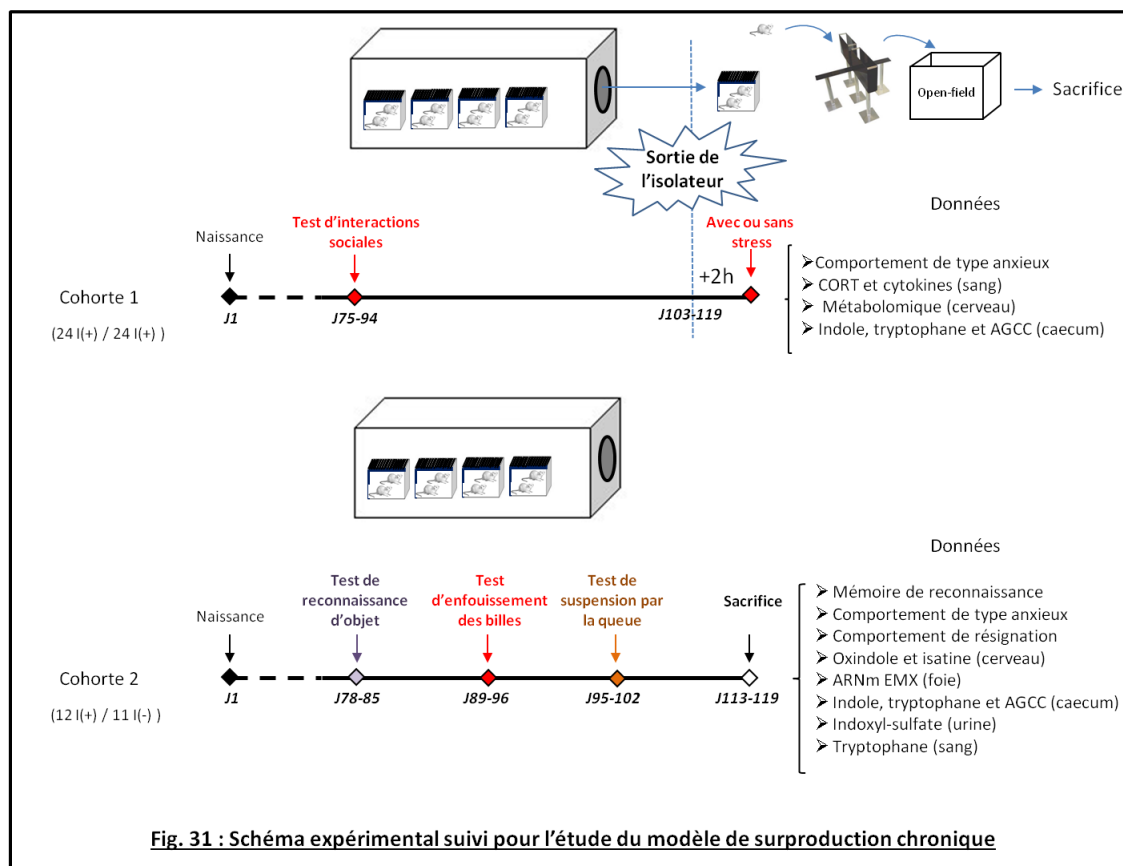 Open-field
Sacrifice
Sortie de
l'isolateur
Données
Test d'interactions
sociales
Avec ou sans
stress
Naissance
+2h
Cohorte 1
(24 I(+) / 24 I(+) )
J1
J75-94
J103-119
➢Comportement de type anxieux
➢ CORT et cytokines (sang)
➢ Métabolomique (cerveau)
➢ Indole, tryptophane et AGCC (caecum)
Données
Test de
reconnaissance
d'objet
Test
d'enfouissement
des billes
Test de
suspension par
la queue
Sacrifice
Naissance
Cohorte 2
(12 I(+) / 11 I(-) )
J1
J78-85
J89-96
J95-102
J113-119
➢ Mémoire de reconnaissance
➢ Comportement de type anxieux
➢ Comportement de résignation
➢ Oxindole et isatine (cerveau)
➢ ARNm EMX (foie)
➢ Indole, tryptophane et AGCC (caecum)
➢ Indoxyl-sulfate (urine)
➢ Tryptophane (sang)
Fig. 31 : Schéma expérimental suivi pour l'étude du modèle de surproduction chronique